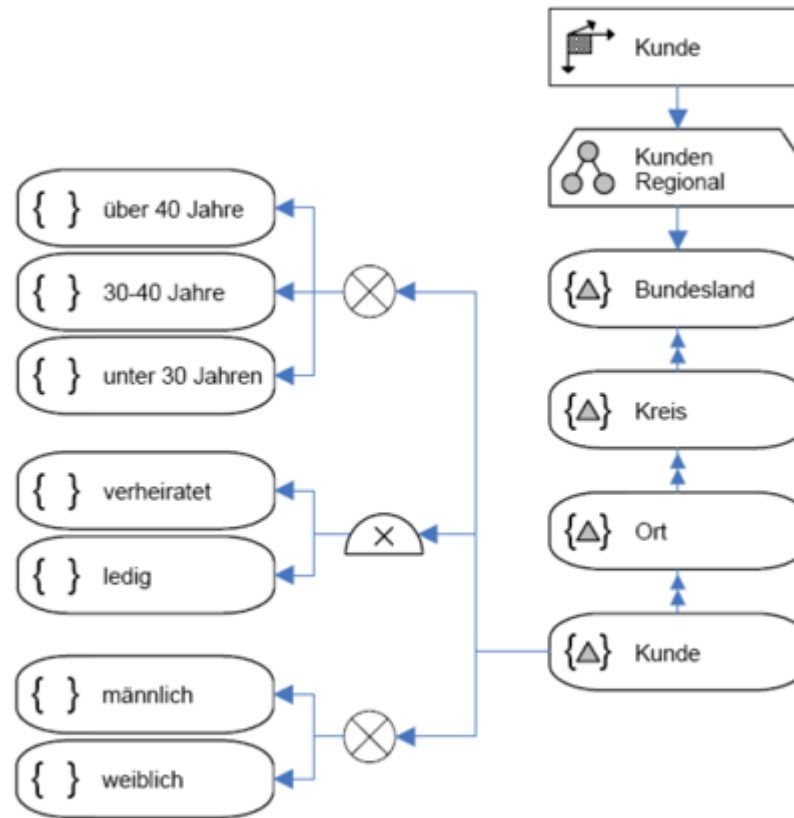 Kunde
Kunden
Regional
{ } über 40 Jahre
{ } 30-40 Jahre
{ } unter 30 Jahren
{ } verheiratet
{ } ledig
{ } männlich
{ } weiblich
{ } Bundesland
{ } Kreis
{ } Ort
{ } Kunde